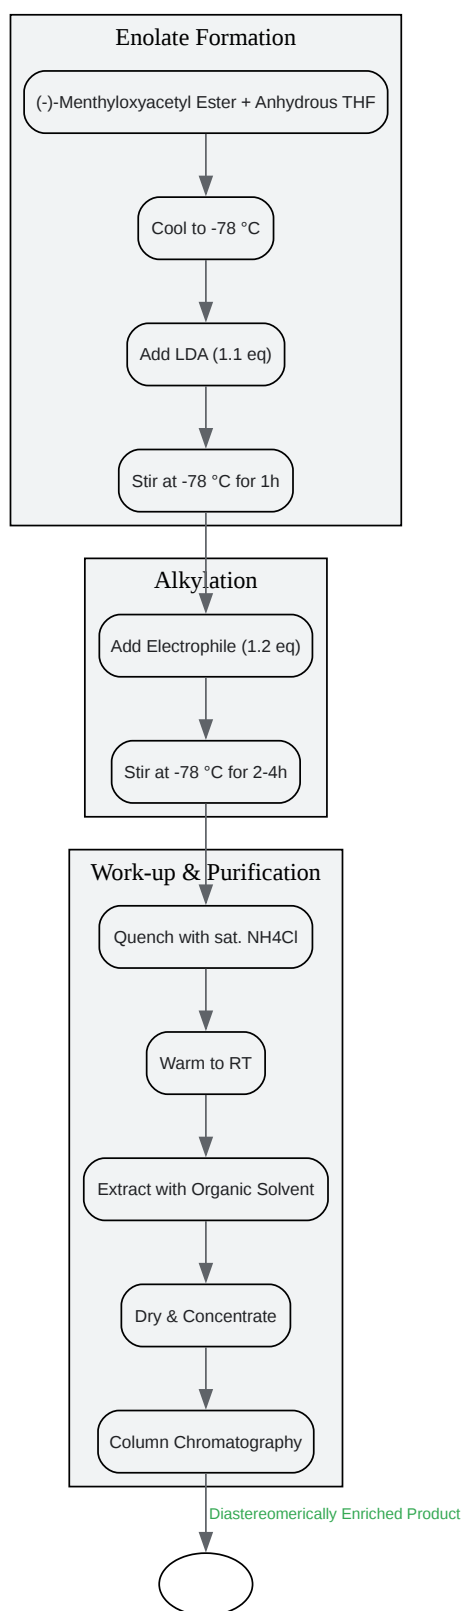 Enolate Formation
(-)-Menthyloxyacetyl Ester + Anhydrous THF
Cool to -78 °C
Add LDA (1.1 eq)
Stir at -78 °C for 1h
Alkylation
Add Electrophile (1.2 eq)
Stir at -78 °C for 2-4h
Work-up & Purification
Quench with sat. NH4Cl
Warm to RT
Extract with Organic Solvent
Dry & Concentrate
Column Chromatography
Diastereomerically Enriched Product